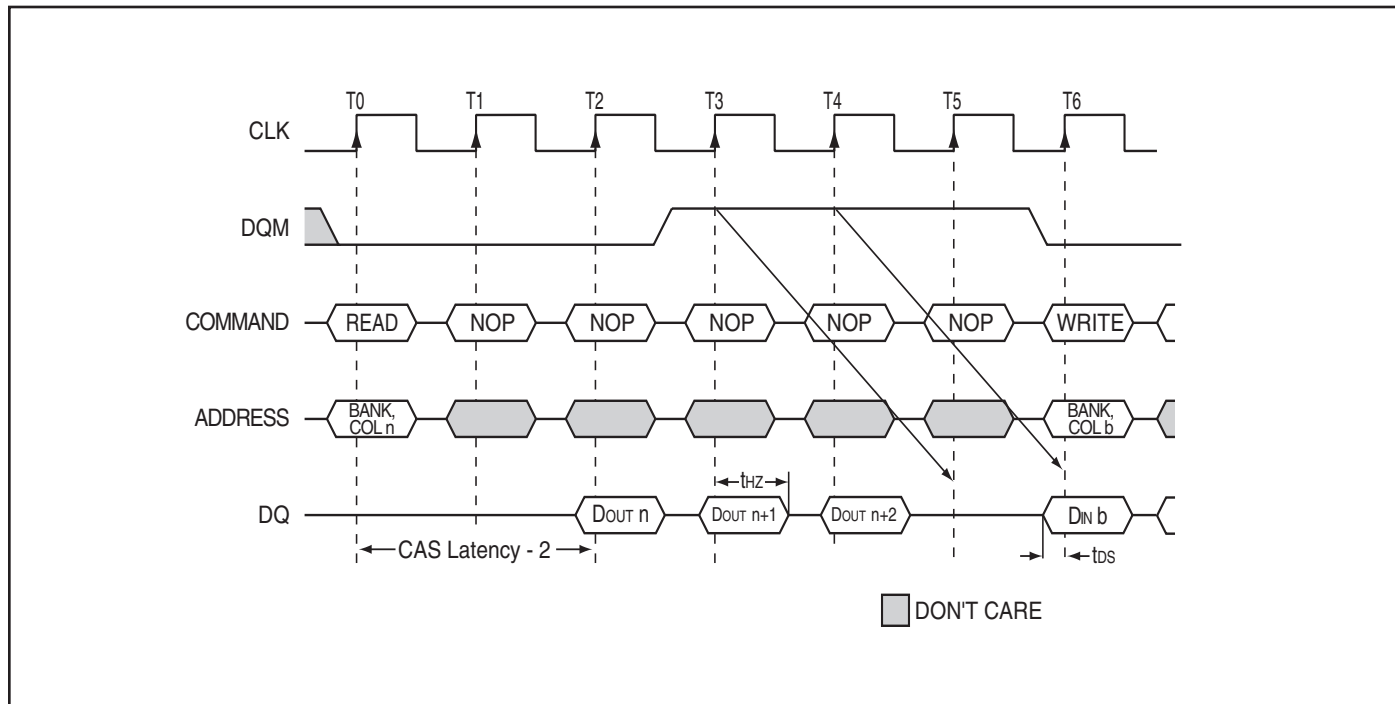 T0 T1 T2 T3 T4 T5 T6
CLK
DQM
COMMAND READ NOP NOP NOP NOP NOP WRITE
ADDRESS BANK, COL n BANK, COL b
tHZ
DQ DOUT n DOUT n+1 DOUT n+2 DIN b
CAS Latency - 2 tDS
DON'T CARE